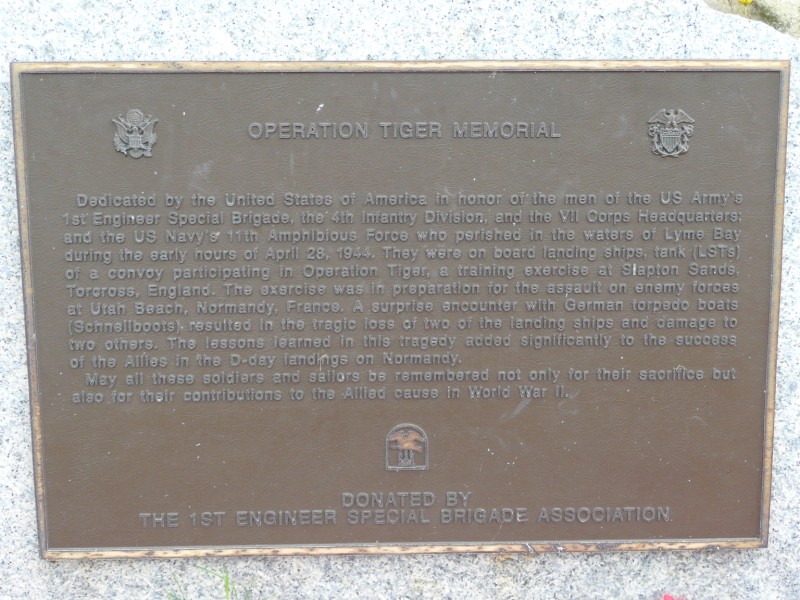 OPERATION TIGER MEMORIAL
Dedicated by the United States of America in honor of the men of the US Army's
1st Engineer Special Brigade, the 4th Infantry Division, and the VII Corps Headquarters;
and the US Navy's 11th Amphibious Force who perished in the waters of Lyme Bay
during the early hours of April 28, 1944. They were on board landing ships, tank (LSTs)
of a convoy participating in Operation Tiger, a training exercise at Slapton Sands,
Torcross, England. The exercise was in preparation for the assault on enemy forces
at Utah Beach, Normandy, France. A surprise encounter with German torpedo boats
(Schnellboots), resulted in the tragic loss of two of the landing ships and damage to
two others. The lessons learned in this tragedy added significantly to the success
of the Allies in the D-day landings on Normandy.
May all these soldiers and sailors be remembered not only for their sacrifice but
also for their contributions to the Allied cause in World War II.
DONATED BY
THE 1ST ENGINEER SPECIAL BRIGADE ASSOCIATION